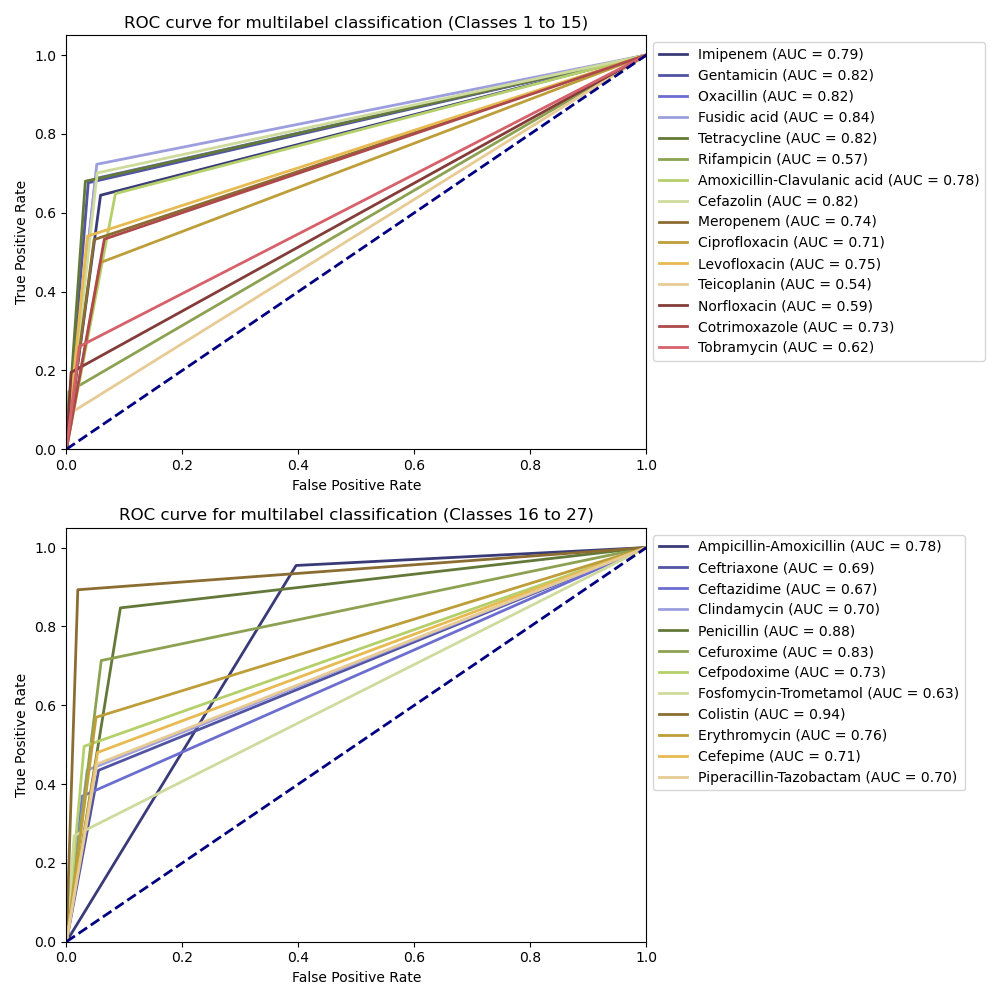 ROC curve for multilabel classification (Classes 1 to 15)
1.0
0.8
0.6
0.4
0.2
0.0
True Positive Rate
0.0 0.2 0.4 0.6 0.8 1.0
False Positive Rate
Imipenem (AUC = 0.79)
Gentamicin (AUC = 0.82)
Oxacillin (AUC = 0.82)
Fusidic acid (AUC = 0.84)
Tetracycline (AUC = 0.82)
Rifampicin (AUC = 0.57)
Amoxicillin-Clavulanic acid (AUC = 0.78)
Cefazolin (AUC = 0.82)
Meropenem (AUC = 0.74)
Ciprofloxacin (AUC = 0.71)
Levofloxacin (AUC = 0.75)
Teicoplanin (AUC = 0.54)
Norfloxacin (AUC = 0.59)
Cotrimoxazole (AUC = 0.73)
Tobramycin (AUC = 0.62)
ROC curve for multilabel classification (Classes 16 to 27)
1.0
0.8
0.6
0.4
0.2
0.0
True Positive Rate
0.0 0.2 0.4 0.6 0.8 1.0
False Positive Rate
Ampicillin-Amoxicillin (AUC = 0.78)
Ceftriaxone (AUC = 0.69)
Ceftazidime (AUC = 0.67)
Clindamycin (AUC = 0.70)
Penicillin (AUC = 0.88)
Cefuroxime (AUC = 0.83)
Cefpodoxime (AUC = 0.73)
Fosfomycin-Trometamol (AUC = 0.63)
Colistin (AUC = 0.94)
Erythromycin (AUC = 0.76)
Cefepime (AUC = 0.71)
Piperacillin-Tazobactam (AUC = 0.70)